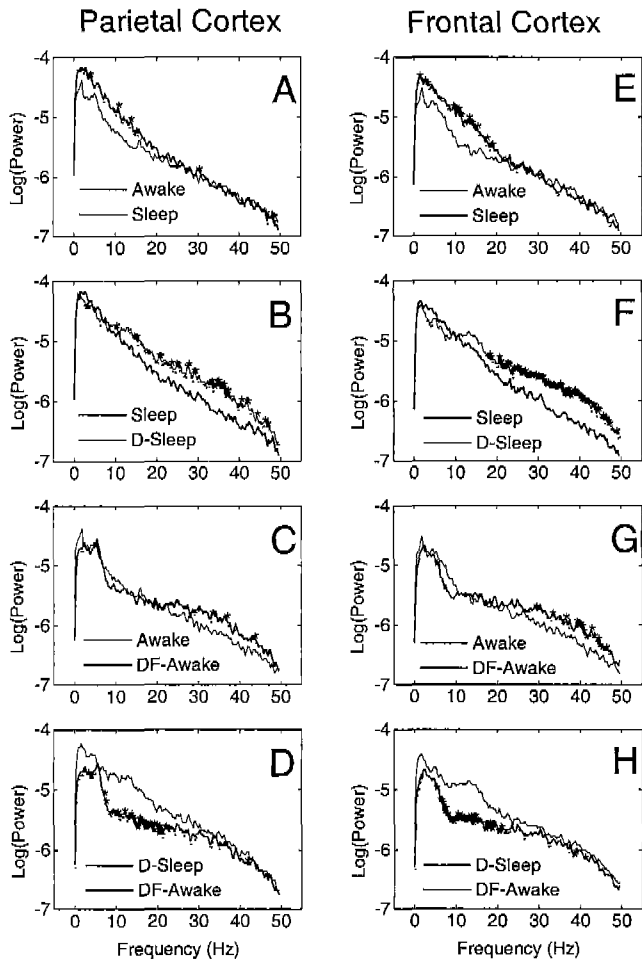 Parietal Cortex
Frontal Cortex
A
Log(Power)
-4
-5
-6
-7
Awake
Sleep
0 10 20 30 40 50
E
Log(Power)
-4
-5
-6
-7
Awake
Sleep
0 10 20 30 40 50
B
Log(Power)
-4
-5
-6
-7
Sleep
D-Sleep
0 10 20 30 40 50
F
Log(Power)
-4
-5
-6
-7
Sleep
D-Sleep
0 10 20 30 40 50
C
Log(Power)
-4
-5
-6
-7
Awake
DF-Awake
0 10 20 30 40 50
G
Log(Power)
-4
-5
-6
-7
Awake
DF-Awake
0 10 20 30 40 50
D
Log(Power)
-4
-5
-6
-7
D-Sleep
DF-Awake
0 10 20 30 40 50
Frequency (Hz)
H
Log(Power)
-4
-5
-6
-7
D-Sleep
DF-Awake
0 10 20 30 40 50
Frequency (Hz)